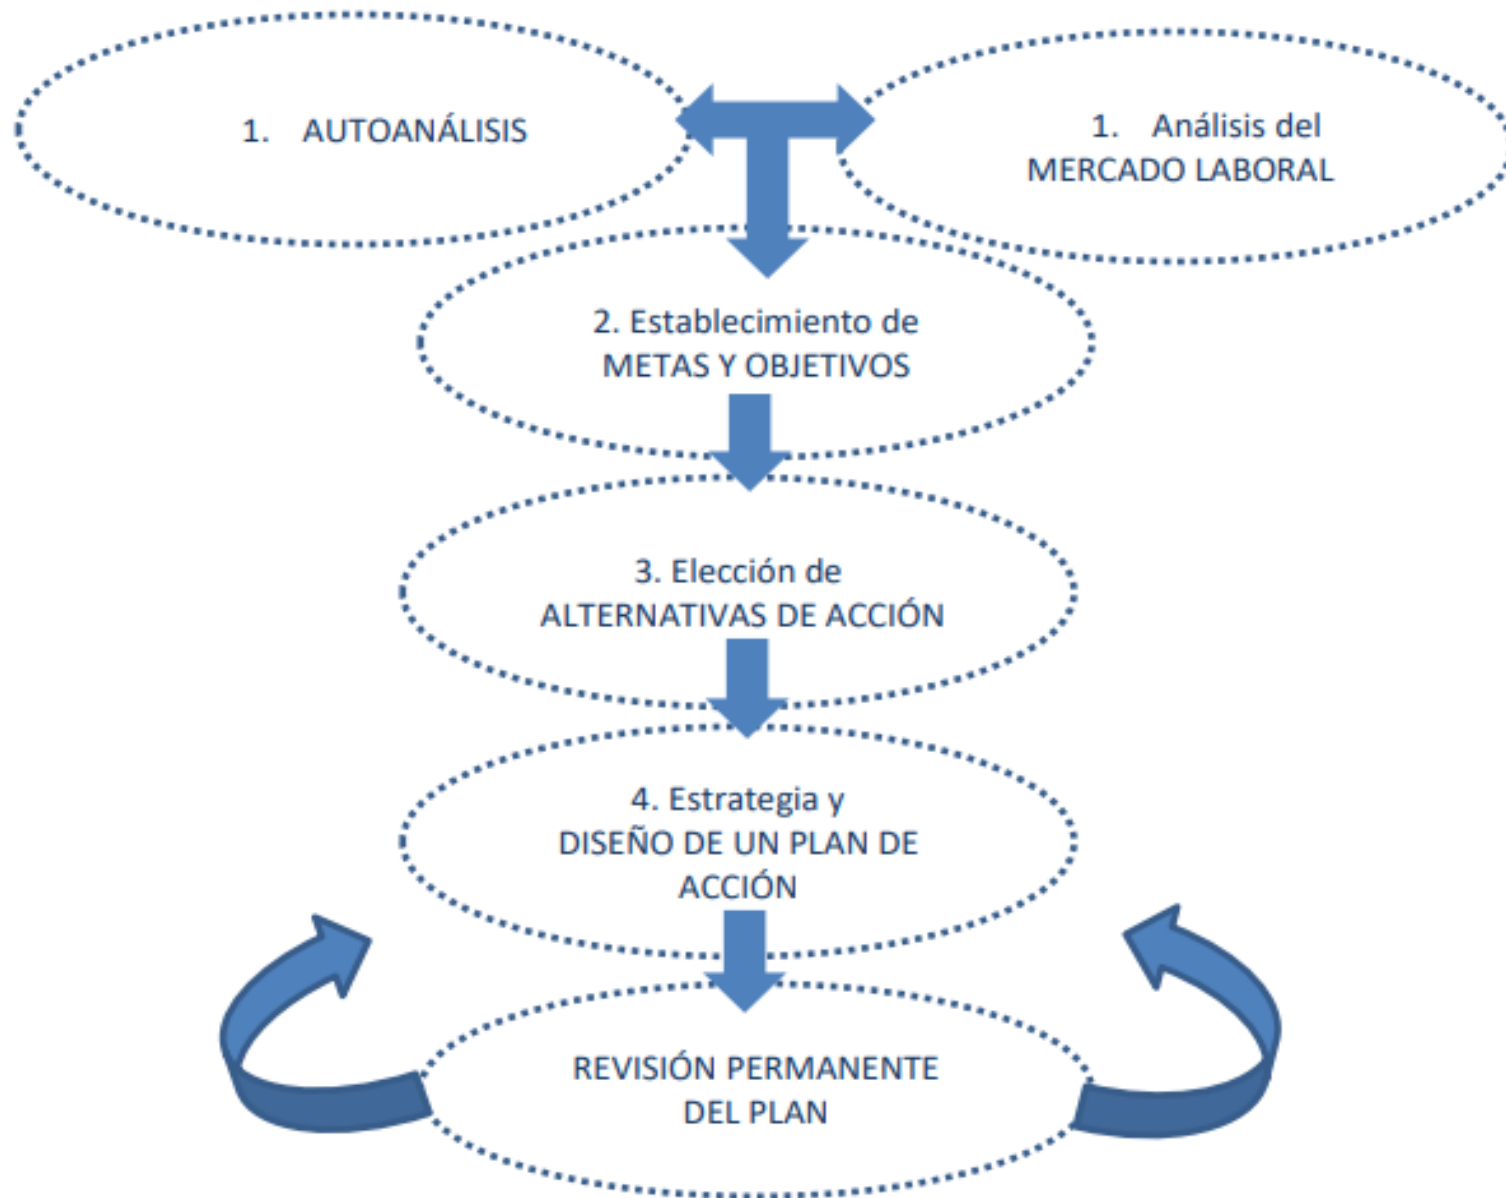 1. AUTOANÁLISIS
1. Análisis del
MERCADO LABORAL
2. Establecimiento de
METAS Y OBJETIVOS
3. Elección de
ALTERNATIVAS DE ACCIÓN
4. Estrategia y
DISEÑO DE UN PLAN DE
ACCIÓN
REVISIÓN PERMANENTE
DEL PLAN